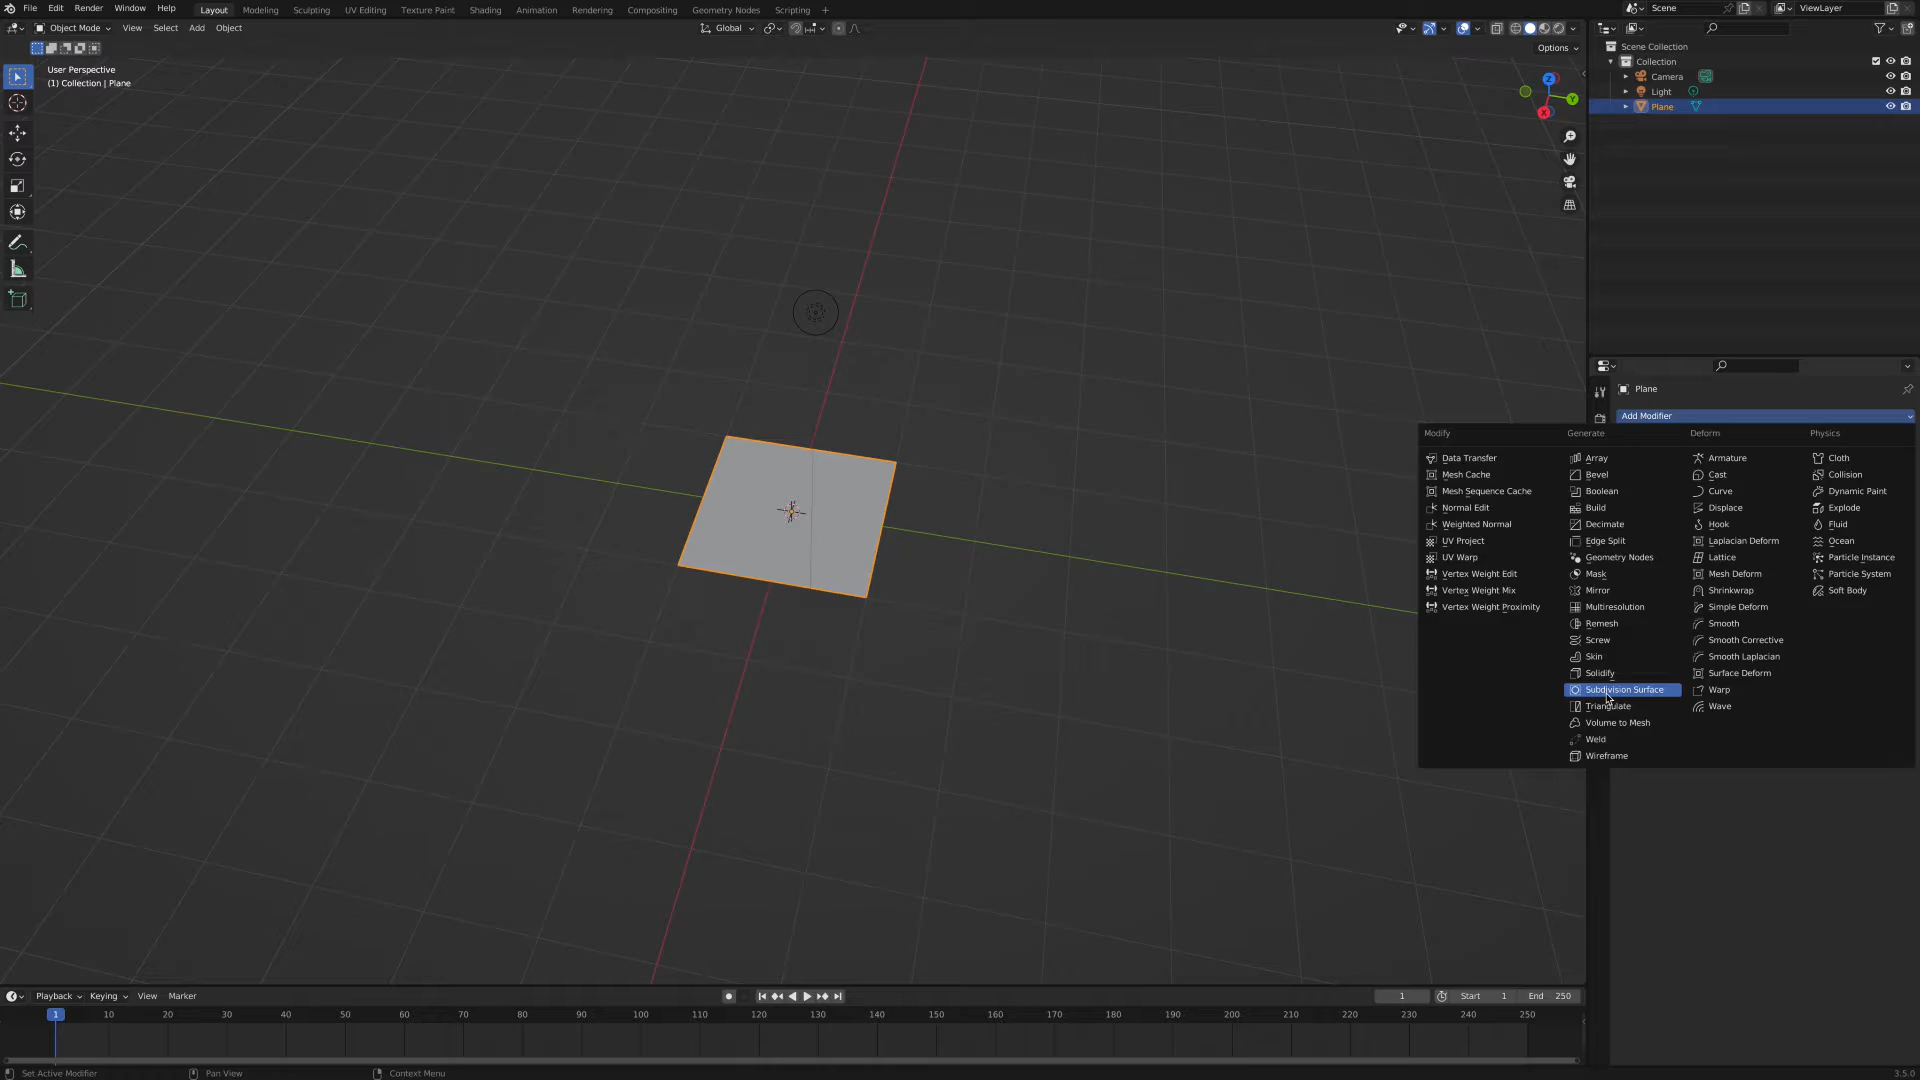 File Edit Render Window Help Layout Modeling Sculpting UV Editing Texture Paint Shading Animation Rendering Compositing Geometry Nodes Scripting + Scene ViewLayer
Object Mode View Select Add Object Global
Options
User Perspective
(1) Collection | Plane
Z
Y
X
Scene Collection
Collection
Camera
Light
Plane
Plane
Add Modifier
Modify Generate Deform Physics
Data Transfer Array Armature Cloth
Mesh Cache Bevel Cast Collision
Mesh Sequence Cache Boolean Curve Dynamic Paint
Normal Edit Build Displace Explode
Weighted Normal Decimate Hook Fluid
UV Project Edge Split Laplacian Deform Ocean
UV Warp Geometry Nodes Lattice Particle Instance
Vertex Weight Edit Mask Mesh Deform Particle System
Vertex Weight Mix Mirror Shrinkwrap Soft Body
Vertex Weight Proximity Multiresolution Simple Deform
Remesh Smooth
Screw Smooth Corrective
Skin Smooth Laplacian
Solidify Surface Deform
Subdivision Surface Warp
Triangulate Wave
Volume to Mesh
Weld
Wireframe
Playback Keying View Marker 1 Start 1 End 250
1 10 20 30 40 50 60 70 80 90 100 110 120 130 140 150 160 170 180 190 200 210 220 230 240 250
Set Active Modifier Pan View Context Menu 3.5.0